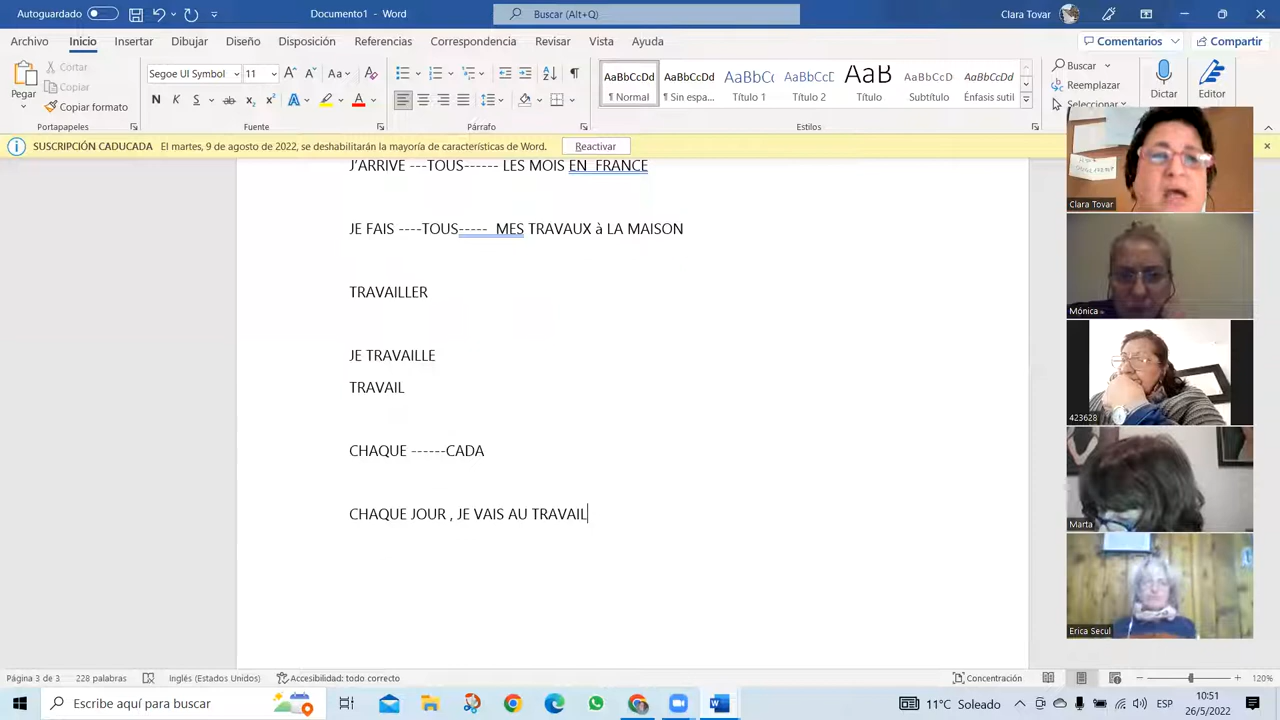 Autoguardado
Buscar (Alt+Q)
Clara Tovar
Archivo Inicio Insertar Dibujar Diseño Disposición Referencias Correspondencia Revisar Vista Ayuda
Comentarios Compartir
Pegar
Cortar
Copiar
Copiar formato
Portapapeles
Segoe UI Symbol 11
Fuente
Párrafo
AaBbCcDd AaBbCcDd AaBbCc AaBbCcE AaB AaBbCcD AaBbCcDd
¶ Normal ¶ Sin espa... Título 1 Título 2 Título Subtítulo Énfasis sutil
Estilos
Buscar
Reemplazar
Seleccionar
Dictar
Editor
SUSCRIPCIÓN CADUCADA El martes, 9 de agosto de 2022, se deshabilitarán la mayoría de características de Word. Reactivar
J'ARRIVE ---TOUS------ LES MOIS EN FRANCE
JE FAIS ----TOUS----- MES TRAVAUX à LA MAISON
TRAVAILLER
JE TRAVAILLE
TRAVAIL
CHAQUE ------CADA
CHAQUE JOUR , JE VAIS AU TRAVAIL
Clara Tovar
Mónica
423628
Marta
Erica Secul
Página 3 de 3 228 palabras Inglés (Estados Unidos) Accesibilidad: todo correcto
Concentración 120%
Escribe aquí para buscar
11°C Soleado
ESP
10:51
26/5/2022